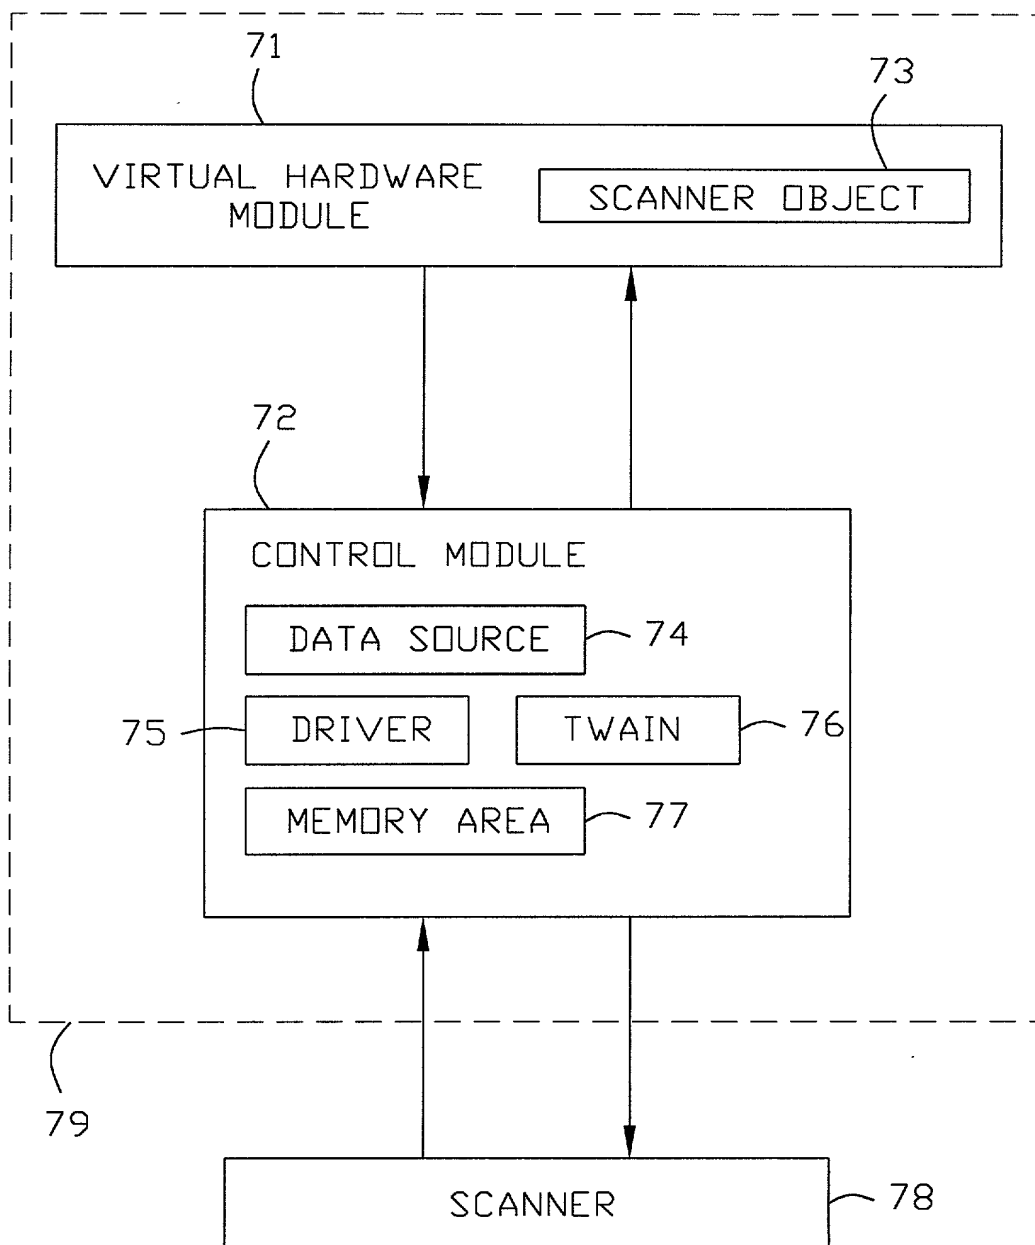 71
73
VIRTUAL HARDWARE
MODULE
SCANNER OBJECT
72
CONTROL MODULE
DATA SOURCE
74
75
DRIVER
TWAIN
76
MEMORY AREA
77
79
SCANNER
78